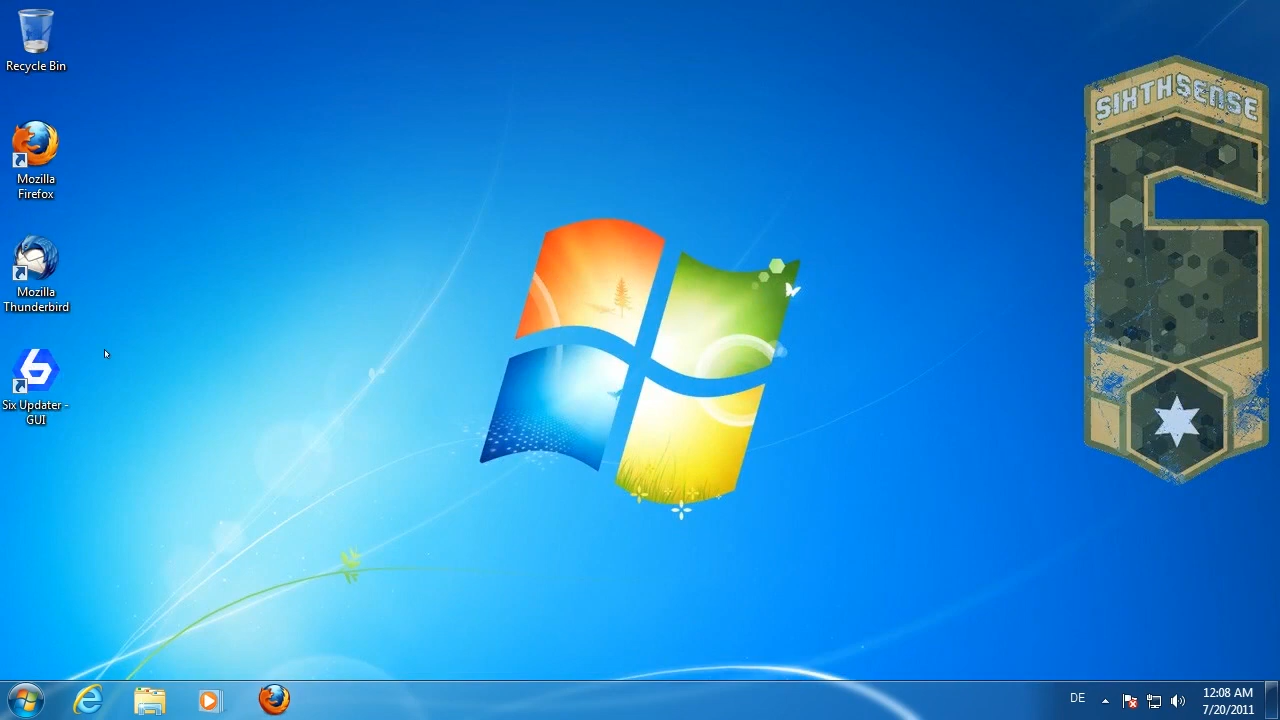 Recycle Bin
Mozilla
Firefox
Mozilla
Thunderbird
Six Updater -
GUI
SIXTHSENSE
DE
12:08 AM
7/20/2011